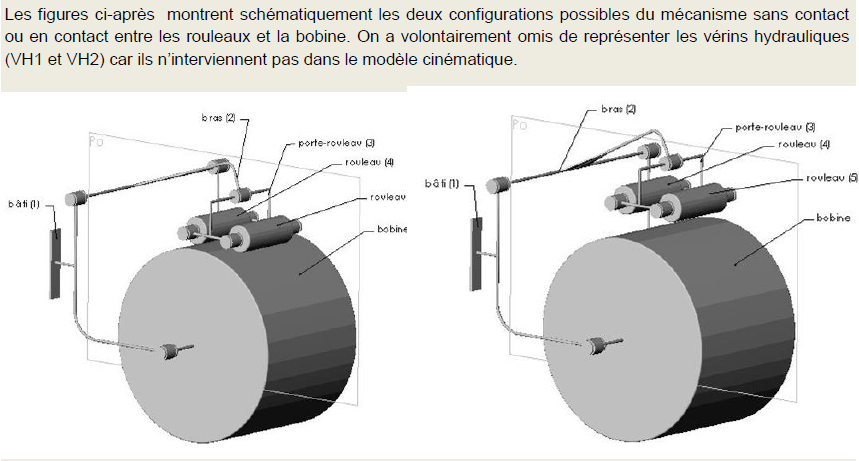 Les figures ci-après montrent schématiquement les deux configurations possibles du mécanisme sans contact
ou en contact entre les rouleaux et la bobine. On a volontairement omis de représenter les vérins hydrauliques
(VH1 et VH2) car ils n'interviennent pas dans le modèle cinématique.
bras (2)
PO
porte-rouleau (3)
rouleau (4)
bâti (1)
rouleau
bobine
bras (2)
PO
porte-rouleau (3)
rouleau (4)
bâti (1)
rouleau (5)
bobine